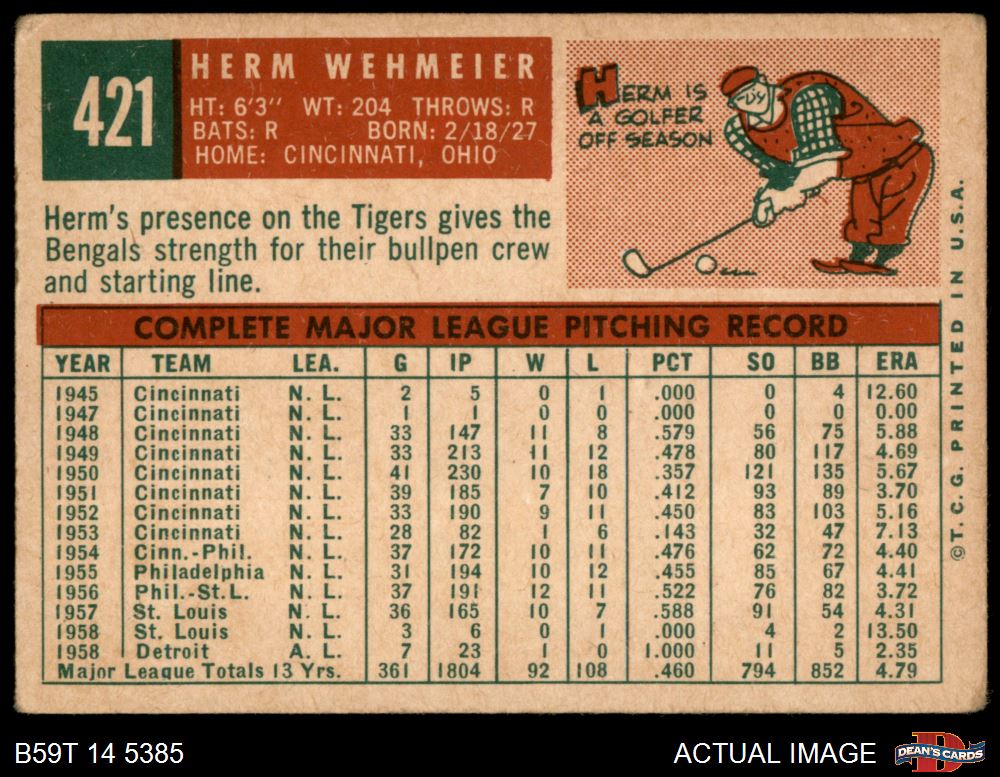 421
HERM WEHMEIER
HT: 6'3" WT: 204 THROWS: R
BATS: R BORN: 2/18/27
HOME: CINCINNATI, OHIO
HERM IS
A GOLFER
OFF SEASON
Herm's presence on the Tigers gives the
Bengals strength for their bullpen crew
and starting line.
COMPLETE MAJOR LEAGUE PITCHING RECORD
YEAR TEAM LEA. G IP W L PCT SO BB ERA
1945 Cincinnati N. L. 2 5 0 1 .000 0 4 12.60
1947 Cincinnati N. L. 1 1 0 0 .000 0 0 0.00
1948 Cincinnati N. L. 33 147 11 8 .579 56 75 5.88
1949 Cincinnati N. L. 33 213 11 12 .478 80 117 4.69
1950 Cincinnati N. L. 41 230 10 18 .357 121 135 5.67
1951 Cincinnati N. L. 39 185 7 10 .412 93 89 3.70
1952 Cincinnati N. L. 33 190 9 11 .450 83 103 5.16
1953 Cincinnati N. L. 28 82 1 6 .143 32 47 7.13
1954 Cinn.-Phil. N. L. 37 172 10 11 .476 62 72 4.40
1955 Philadelphia N. L. 31 194 10 12 .455 85 67 4.41
1956 Phil.-St.L. N. L. 37 191 12 11 .522 76 82 3.72
1957 St. Louis N. L. 36 165 10 7 .588 91 54 4.31
1958 St. Louis N. L. 3 6 0 1 .000 4 2 13.50
1958 Detroit A. L. 7 23 1 0 1.000 11 5 2.35
Major League Totals 13 Yrs. 361 1804 92 108 .460 794 852 4.79
©T.C.G. PRINTED IN U.S.A.
B59T 14 5385
ACTUAL IMAGE
D
DEAN'S CARDS